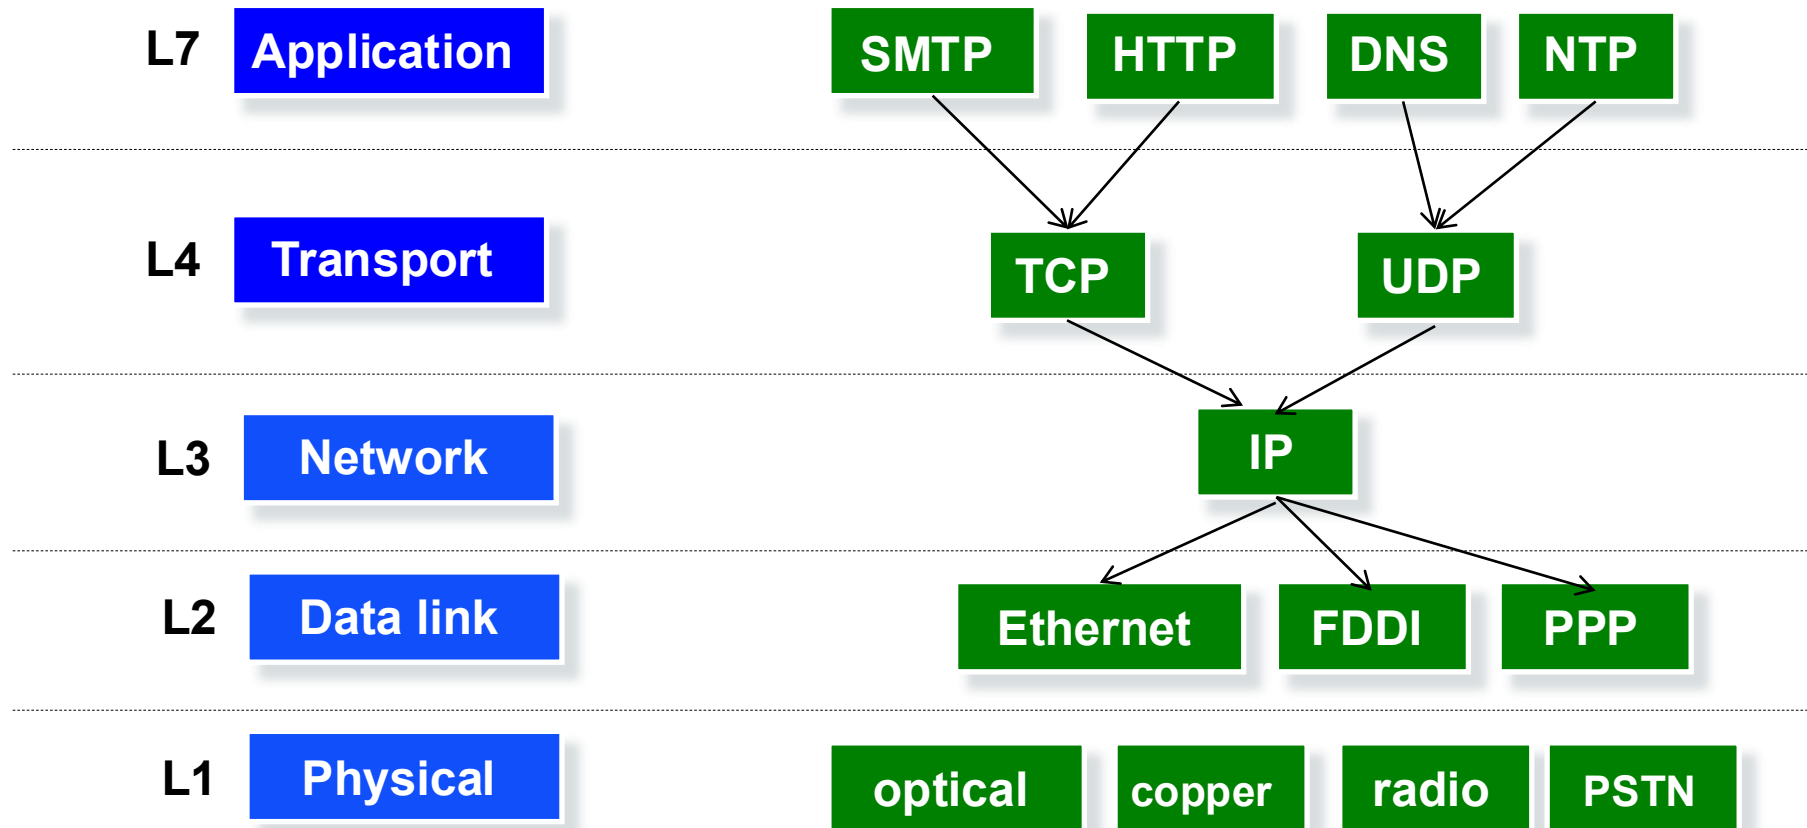 L7 Application SMTP HTTP DNS NTP
L4 Transport TCP UDP
L3 Network IP
L2 Data link Ethernet FDDI PPP
L1 Physical optical copper radio PSTN